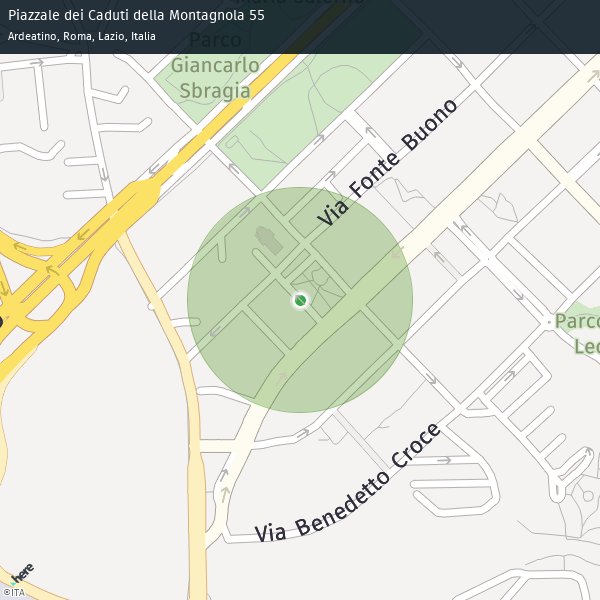 Piazzale dei Caduti della Montagnola 55
Ardeatino, Roma, Lazio, Italia
Parco
Giancarlo
Sbragia
Via Fonte Buono
Parco
Via Benedetto Croce
here
©ITA